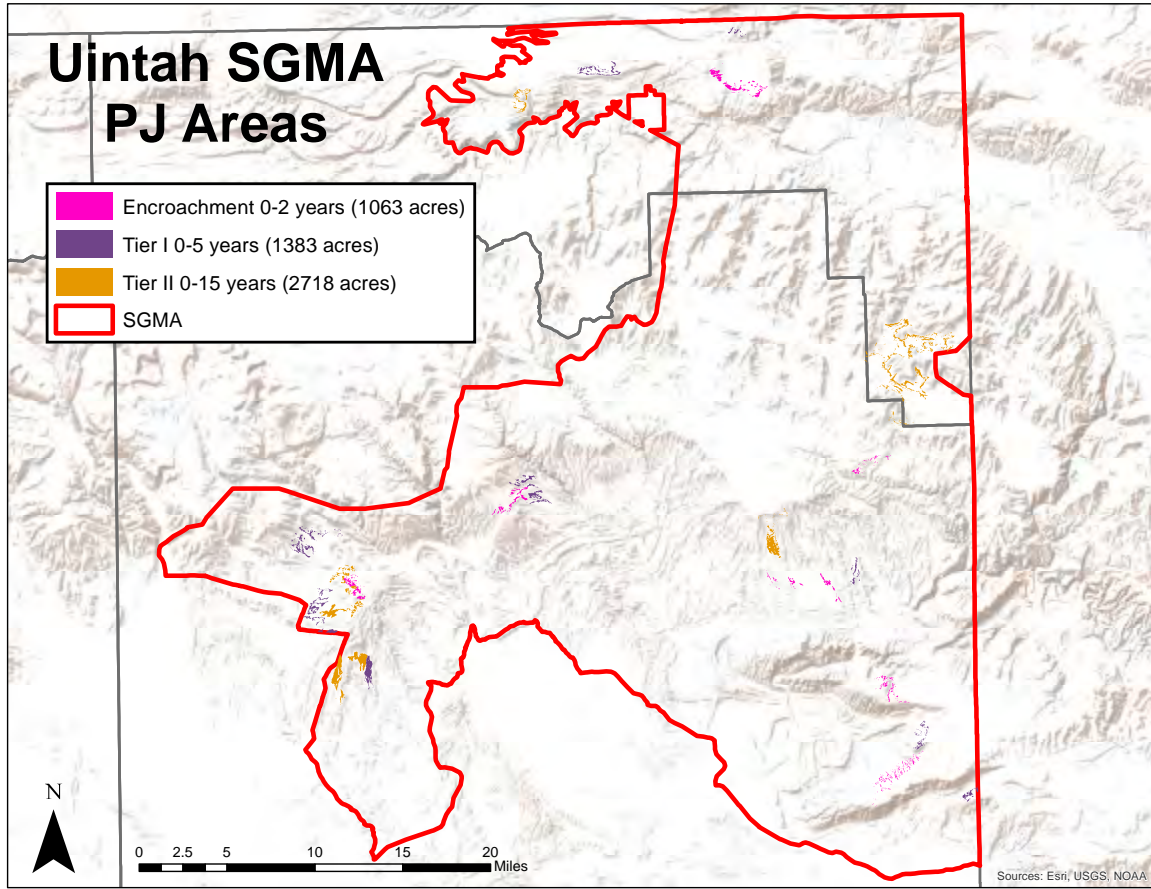 Uintah SGMA
PJ Areas
Encroachment 0-2 years (1063 acres)
Tier I 0-5 years (1383 acres)
Tier II 0-15 years (2718 acres)
SGMA
N
0 2.5 5 10 15 20
Miles
Sources: Esri, USGS, NOAA